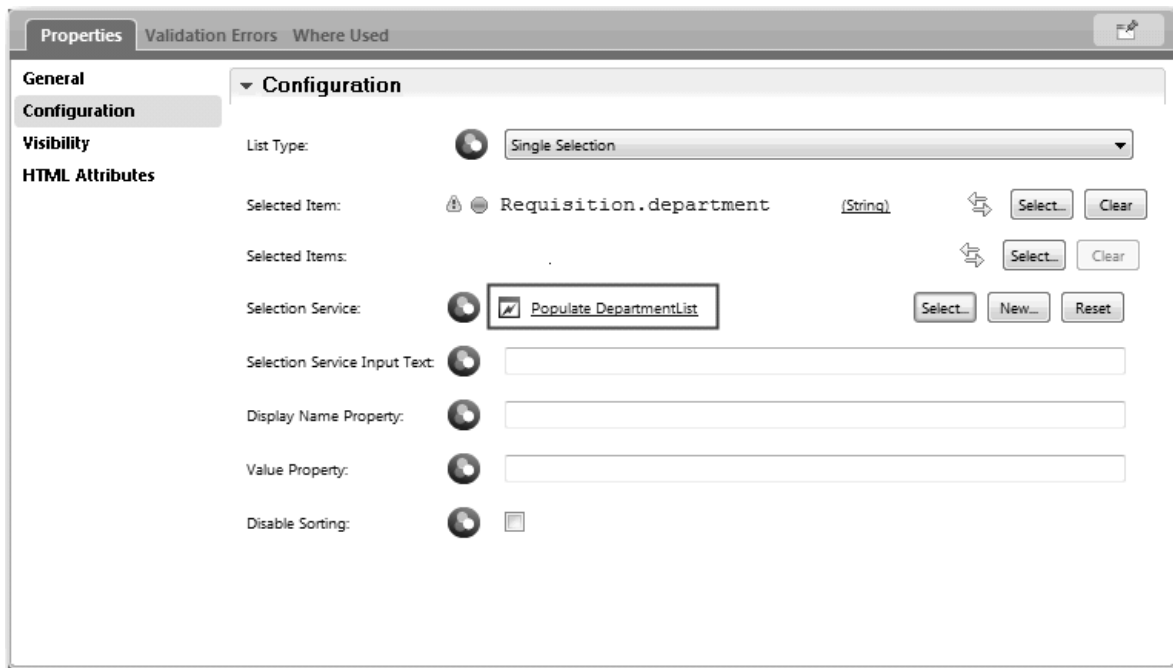 Properties Validation Errors Where Used
General
Configuration
Visibility
HTML Attributes
Configuration
List Type: Single Selection
Selected Item: Requisition.department (String) Select... Clear
Selected Items: Select... Clear
Selection Service: Populate DepartmentList Select... New... Reset
Selection Service Input Text:
Display Name Property:
Value Property:
Disable Sorting: